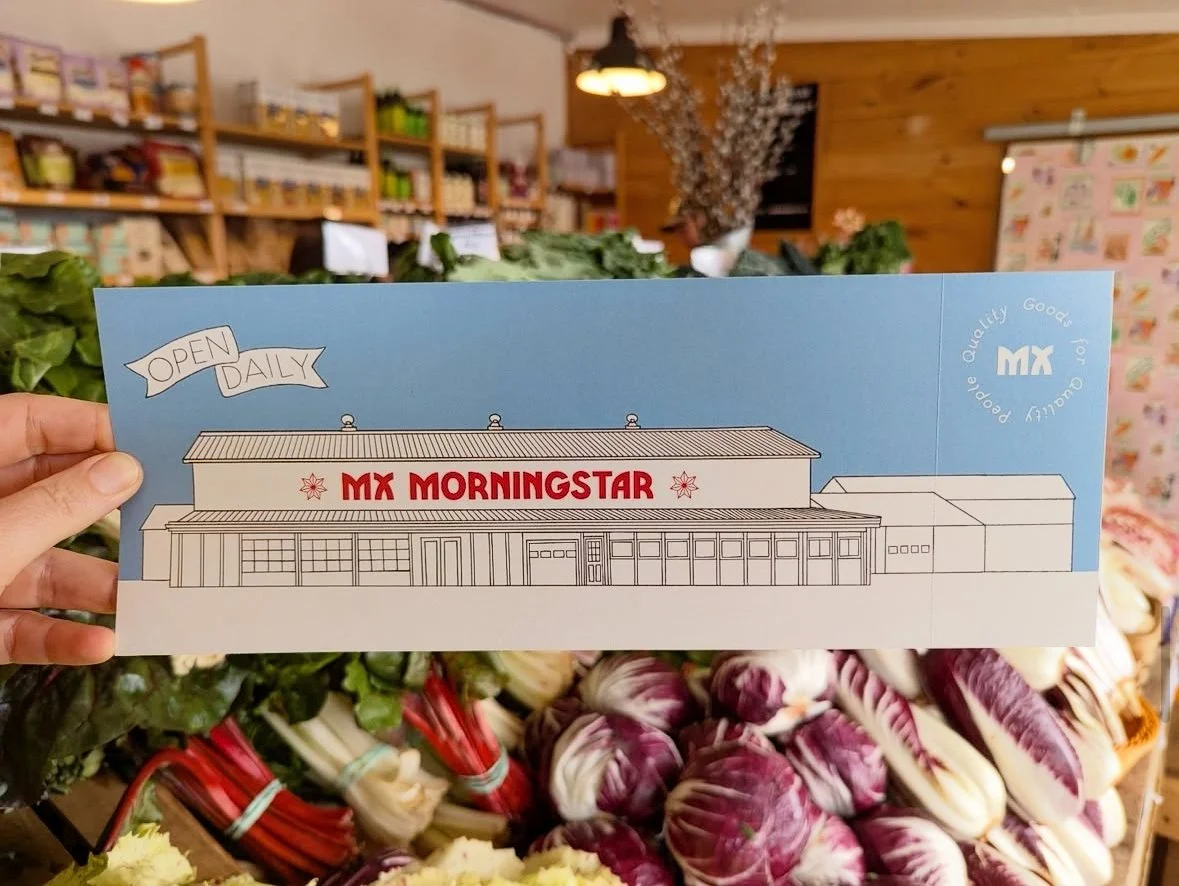 OPEN
DAILY
MX MORNINGSTAR
Quality Goods for Quality People
MX